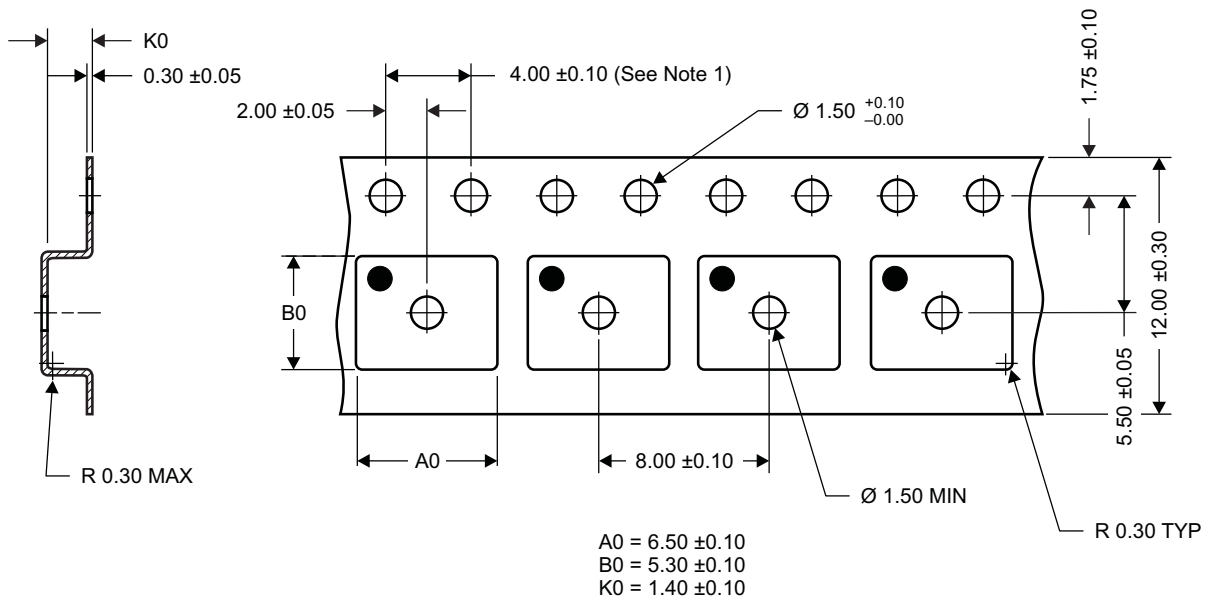 K0
0.30 ±0.05
4.00 ±0.10 (See Note 1)
2.00 ±0.05
Ø 1.50 +0.10 –0.00
1.75 ±0.10
B0
12.00 ±0.30
5.50 ±0.05
A0
8.00 ±0.10
R 0.30 MAX
Ø 1.50 MIN
R 0.30 TYP
A0 = 6.50 ±0.10
B0 = 5.30 ±0.10
K0 = 1.40 ±0.10